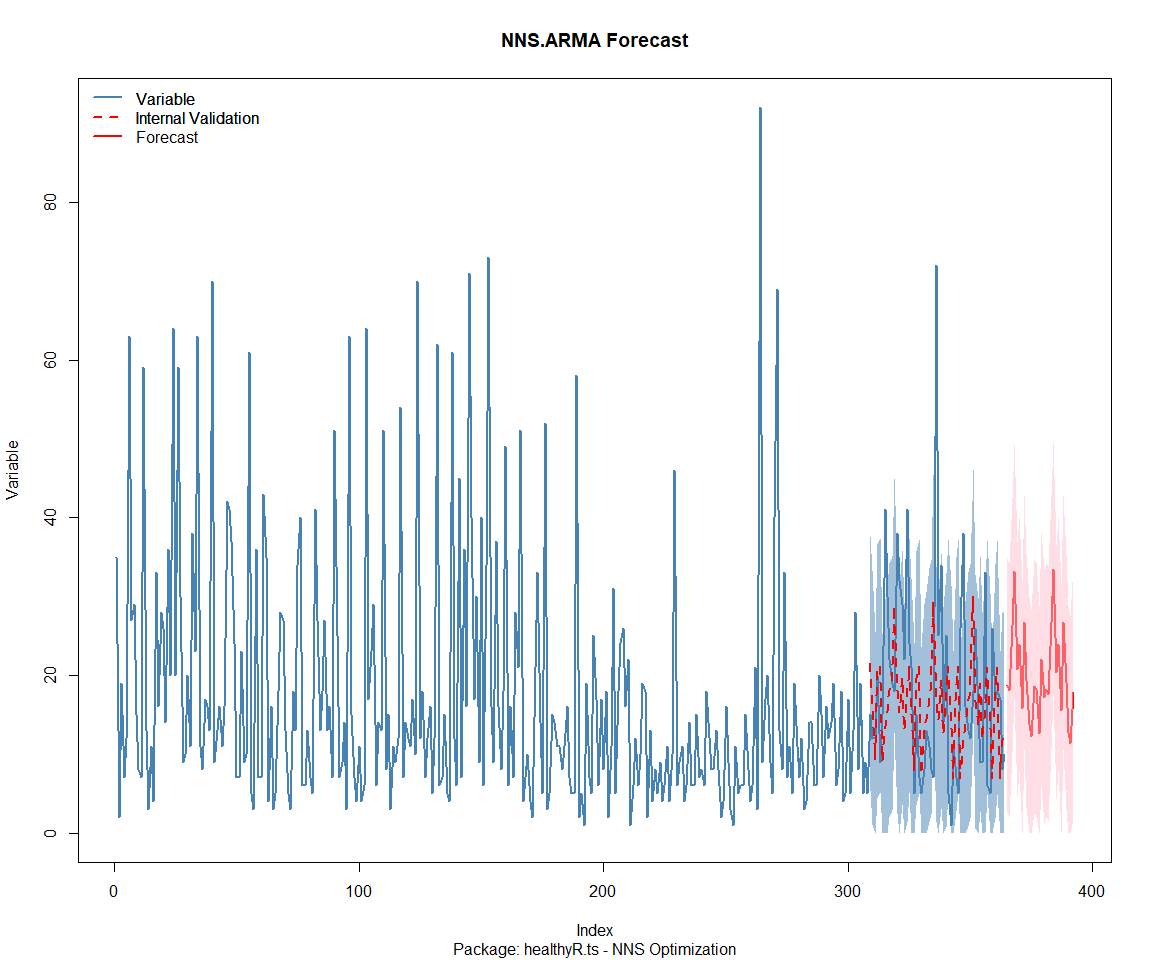 NNS.ARMA Forecast
Variable
Internal Validation
Forecast
Variable
80
60
40
20
0
0
100
200
300
400
Index
Package: healthyR.ts - NNS Optimization